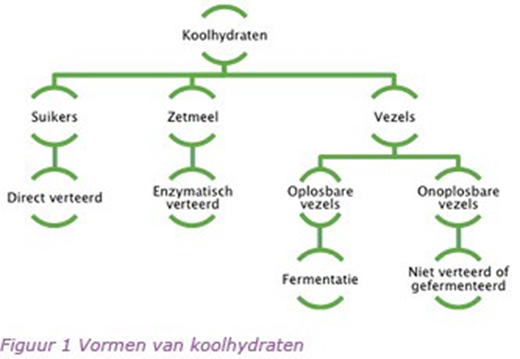 Koolhydraten
Suikers
Zetmeel
Vezels
Direct verteerd
Enzymatisch
verteerd
Oplosbare
vezels
Onoplosbare
vezels
Fermentatie
Niet verteerd of
gefermenteerd
Figuur 1 Vormen van koolhydraten